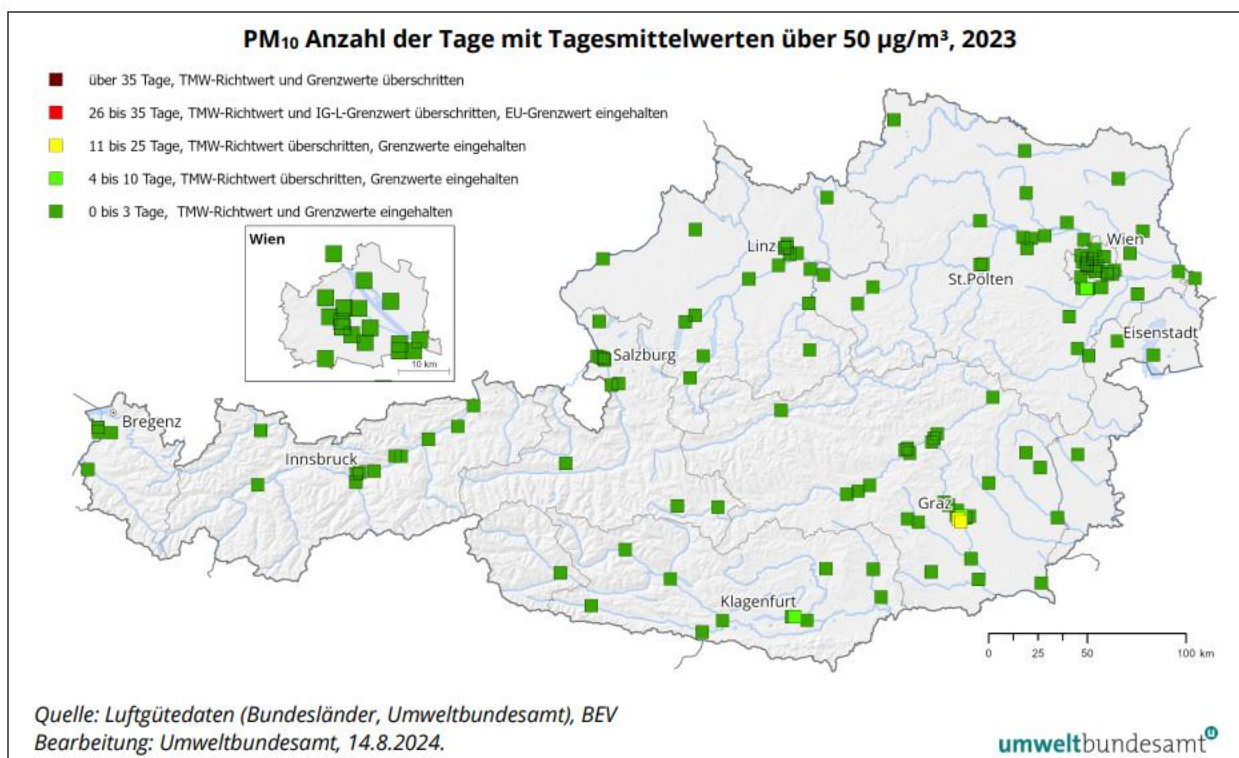 PM₁₀ Anzahl der Tage mit Tagesmittelwerten über 50 µg/m³, 2023
über 35 Tage, TMW-Richtwert und Grenzwerte überschritten
26 bis 35 Tage, TMW-Richtwert und IG-L-Grenzwert überschritten, EU-Grenzwert eingehalten
11 bis 25 Tage, TMW-Richtwert überschritten, Grenzwerte eingehalten
4 bis 10 Tage, TMW-Richtwert überschritten, Grenzwerte eingehalten
0 bis 3 Tage, TMW-Richtwert und Grenzwerte eingehalten
Wien
10 km
Linz
Wien
St.Pölten
Eisenstadt
Salzburg
Bregenz
Innsbruck
Graz
Klagenfurt
0 25 50 100 km
Quelle: Luftgütedaten (Bundesländer, Umweltbundesamt), BEV
Bearbeitung: Umweltbundesamt, 14.8.2024.
umweltbundesamt u